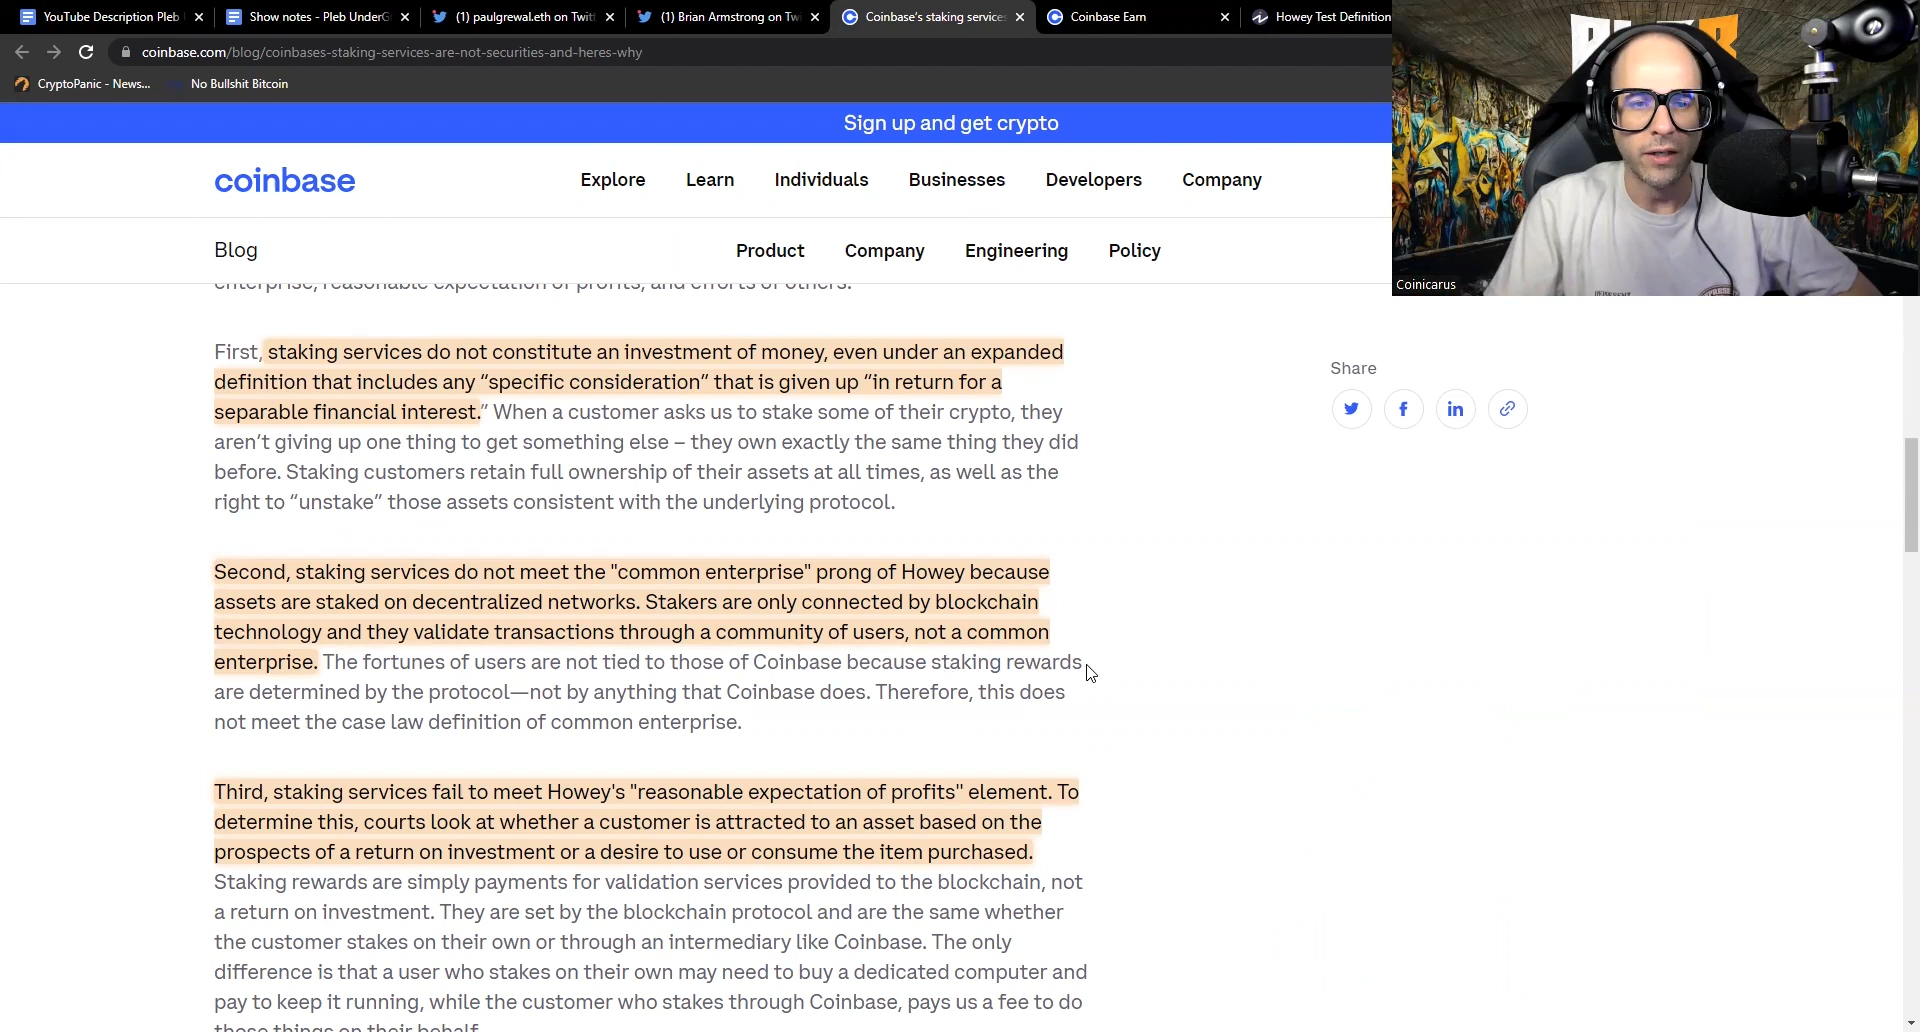 YouTube Description Pleb
Show notes - Pleb UnderG
(1) paulgrewal.eth on Twitt
(1) Brian Armstrong on Tw
Coinbase's staking services
Coinbase Earn
Howey Test Definition
coinbase.com/blog/coinbases-staking-services-are-not-securities-and-heres-why
CryptoPanic - News...
No Bullshit Bitcoin
Sign up and get crypto
coinbase
Explore
Learn
Individuals
Businesses
Developers
Company
Blog
Product
Company
Engineering
Policy
Coinicarus
enterprise, reasonable expectation of profits, and efforts of others.
First, staking services do not constitute an investment of money, even under an expanded
definition that includes any “specific consideration” that is given up “in return for a
separable financial interest.” When a customer asks us to stake some of their crypto, they
aren’t giving up one thing to get something else – they own exactly the same thing they did
before. Staking customers retain full ownership of their assets at all times, as well as the
right to “unstake” those assets consistent with the underlying protocol.
Share
Second, staking services do not meet the "common enterprise" prong of Howey because
assets are staked on decentralized networks. Stakers are only connected by blockchain
technology and they validate transactions through a community of users, not a common
enterprise. The fortunes of users are not tied to those of Coinbase because staking rewards
are determined by the protocol—not by anything that Coinbase does. Therefore, this does
not meet the case law definition of common enterprise.
Third, staking services fail to meet Howey's "reasonable expectation of profits" element. To
determine this, courts look at whether a customer is attracted to an asset based on the
prospects of a return on investment or a desire to use or consume the item purchased.
Staking rewards are simply payments for validation services provided to the blockchain, not
a return on investment. They are set by the blockchain protocol and are the same whether
the customer stakes on their own or through an intermediary like Coinbase. The only
difference is that a user who stakes on their own may need to buy a dedicated computer and
pay to keep it running, while the customer who stakes through Coinbase, pays us a fee to do
those things on their behalf.